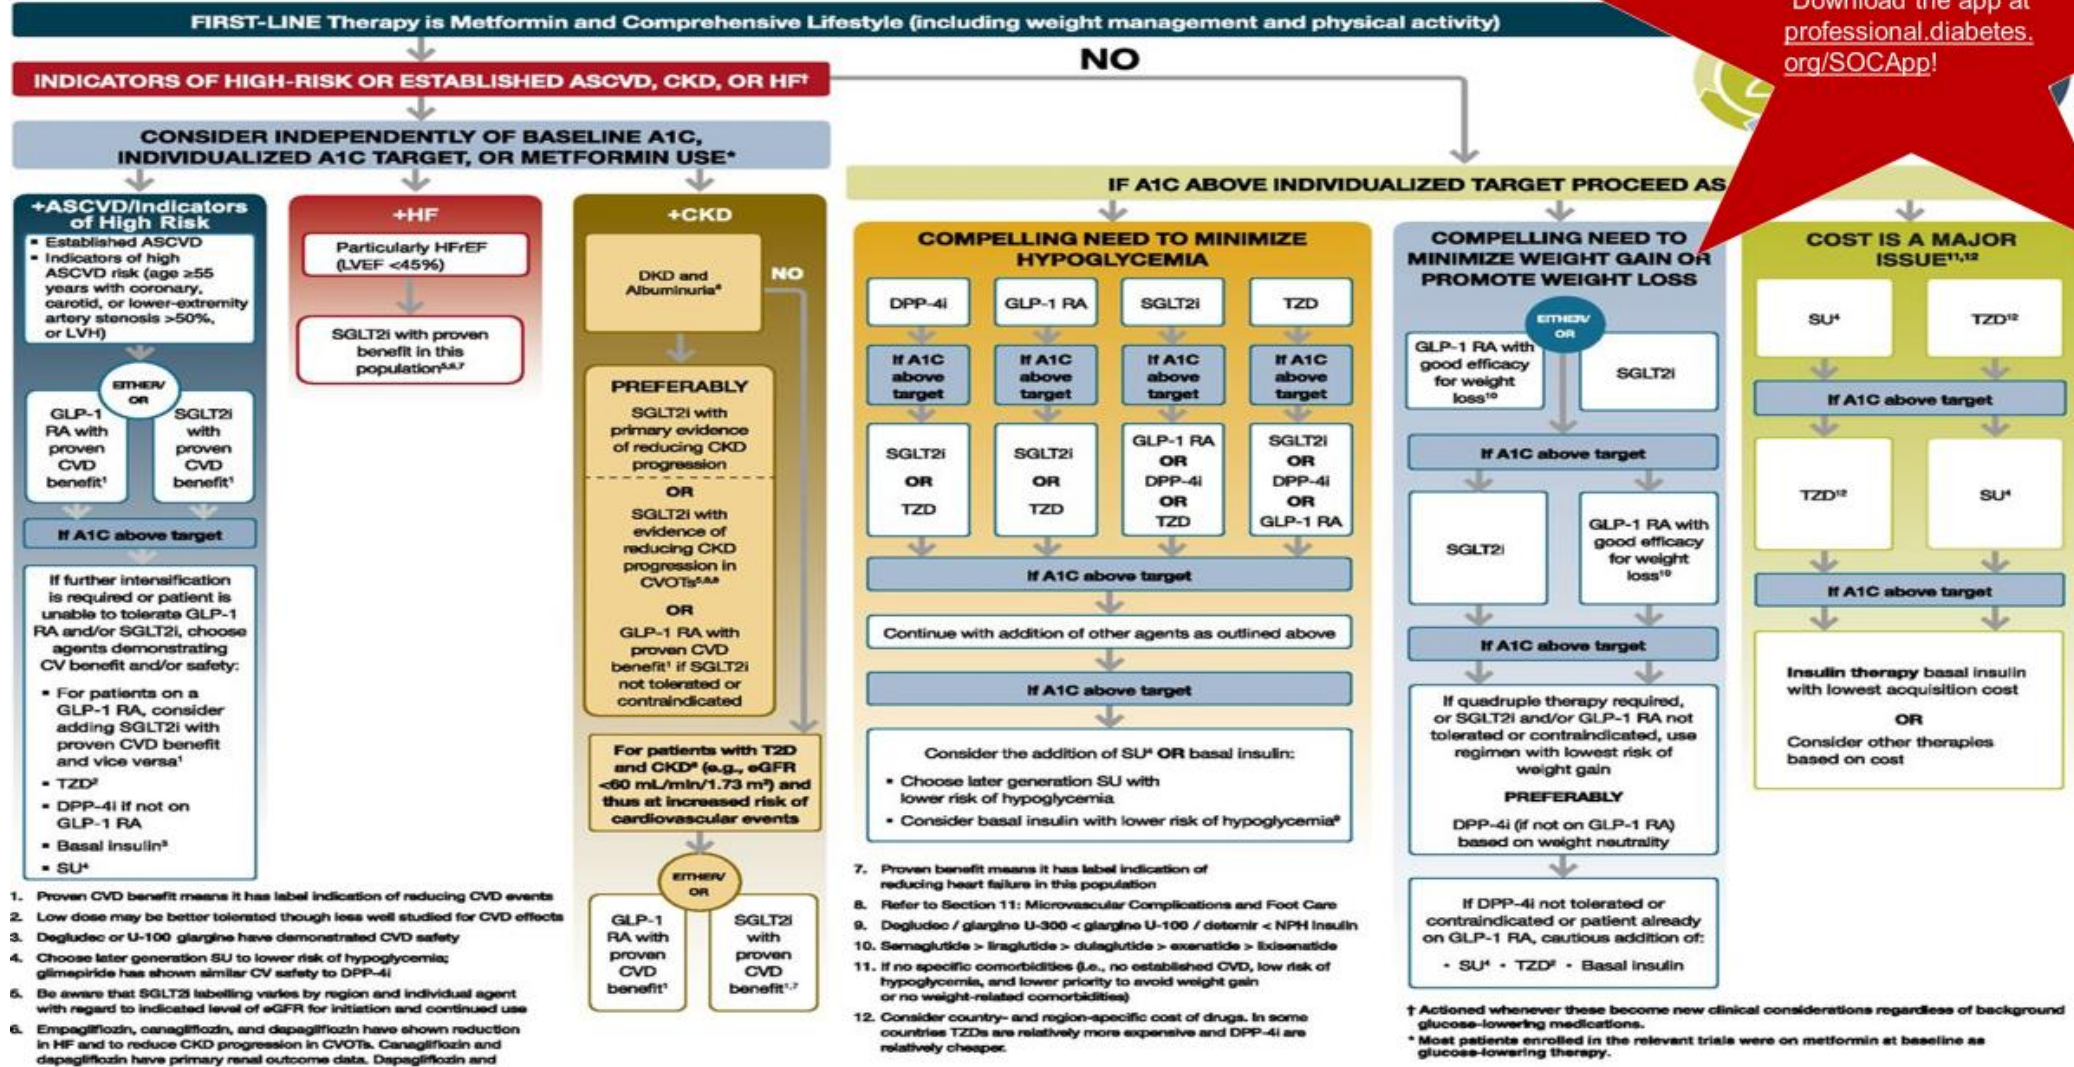 FIRST-LINE Therapy is Metformin and Comprehensive Lifestyle (including weight management and physical activity)
Download the app at
professional.diabetes.
org/SOCApp!
INDICATORS OF HIGH-RISK OR ESTABLISHED ASCVD, CKD, OR HF†
NO
CONSIDER INDEPENDENTLY OF BASELINE A1C,
INDIVIDUALIZED A1C TARGET, OR METFORMIN USE*
+ASCVD/Indicators
of High Risk
▪ Established ASCVD
▪ Indicators of high
ASCVD risk (age ≥55
years with coronary,
carotid, or lower-extremity
artery stenosis >50%,
or LVH)
EITHER/
OR
GLP-1
RA with
proven
CVD
benefit¹
SGLT2i
with
proven
CVD
benefit¹
If A1C above target
If further intensification
is required or patient is
unable to tolerate GLP-1
RA and/or SGLT2i, choose
agents demonstrating
CV benefit and/or safety:
▪ For patients on a
GLP-1 RA, consider
adding SGLT2i with
proven CVD benefit
and vice versa¹
▪ TZD²
▪ DPP-4i if not on
GLP-1 RA
▪ Basal insulin³
▪ SU⁴
+HF
Particularly HFrEF
(LVEF <45%)
SGLT2i with proven
benefit in this
population⁵,⁶,⁷
+CKD
DKD and
Albuminuria⁸
NO
PREFERABLY
SGLT2i with
primary evidence
of reducing CKD
progression
OR
SGLT2i with
evidence of
reducing CKD
progression in
CVOTs⁵,⁶,⁸
OR
GLP-1 RA with
proven CVD
benefit¹ if SGLT2i
not tolerated or
contraindicated
For patients with T2D
and CKD⁸ (e.g., eGFR
<60 mL/min/1.73 m²) and
thus at increased risk of
cardiovascular events
EITHER/
OR
GLP-1
RA with
proven
CVD
benefit¹
SGLT2i
with
proven
CVD
benefit¹,⁷
IF A1C ABOVE INDIVIDUALIZED TARGET PROCEED AS
COMPELLING NEED TO MINIMIZE
HYPOGLYCEMIA
DPP-4i
GLP-1 RA
SGLT2i
TZD
If A1C
above
target
If A1C
above
target
If A1C
above
target
If A1C
above
target
SGLT2i
OR
TZD
SGLT2i
OR
TZD
GLP-1 RA
OR
DPP-4i
OR
TZD
SGLT2i
OR
DPP-4i
OR
GLP-1 RA
If A1C above target
Continue with addition of other agents as outlined above
If A1C above target
Consider the addition of SU⁴ OR basal insulin:
▪ Choose later generation SU with
lower risk of hypoglycemia
▪ Consider basal insulin with lower risk of hypoglycemia⁹
COMPELLING NEED TO
MINIMIZE WEIGHT GAIN OR
PROMOTE WEIGHT LOSS
EITHER/
OR
GLP-1 RA with
good efficacy
for weight
loss¹⁰
SGLT2i
If A1C above target
SGLT2i
GLP-1 RA with
good efficacy
for weight
loss¹⁰
If A1C above target
If quadruple therapy required,
or SGLT2i and/or GLP-1 RA not
tolerated or contraindicated, use
regimen with lowest risk of
weight gain
PREFERABLY
DPP-4i (if not on GLP-1 RA)
based on weight neutrality
If DPP-4i not tolerated or
contraindicated or patient already
on GLP-1 RA, cautious addition of:
• SU⁴ • TZD² • Basal insulin
COST IS A MAJOR
ISSUE¹¹,¹²
SU⁴
TZD¹²
If A1C above target
TZD¹²
SU⁴
If A1C above target
Insulin therapy basal insulin
with lowest acquisition cost
OR
Consider other therapies
based on cost
1. Proven CVD benefit means it has label indication of reducing CVD events
2. Low dose may be better tolerated though less well studied for CVD effects
3. Degludec or U-100 glargine have demonstrated CVD safety
4. Choose later generation SU to lower risk of hypoglycemia;
glimepiride has shown similar CV safety to DPP-4i
5. Be aware that SGLT2i labelling varies by region and individual agent
with regard to indicated level of eGFR for initiation and continued use
6. Empagliflozin, canagliflozin, and dapagliflozin have shown reduction
in HF and to reduce CKD progression in CVOTs. Canagliflozin and
dapagliflozin have primary renal outcome data. Dapagliflozin and
7. Proven benefit means it has label indication of
reducing heart failure in this population
8. Refer to Section 11: Microvascular Complications and Foot Care
9. Degludec / glargine U-300 < glargine U-100 / detemir < NPH insulin
10. Semaglutide > liraglutide > dulaglutide > exenatide > lixisenatide
11. If no specific comorbidities (i.e., no established CVD, low risk of
hypoglycemia, and lower priority to avoid weight gain
or no weight-related comorbidities)
12. Consider country- and region-specific cost of drugs. In some
countries TZDs are relatively more expensive and DPP-4i are
relatively cheaper.
† Actioned whenever these become new clinical considerations regardless of background
glucose-lowering medications.
* Most patients enrolled in the relevant trials were on metformin at baseline as
glucose-lowering therapy.